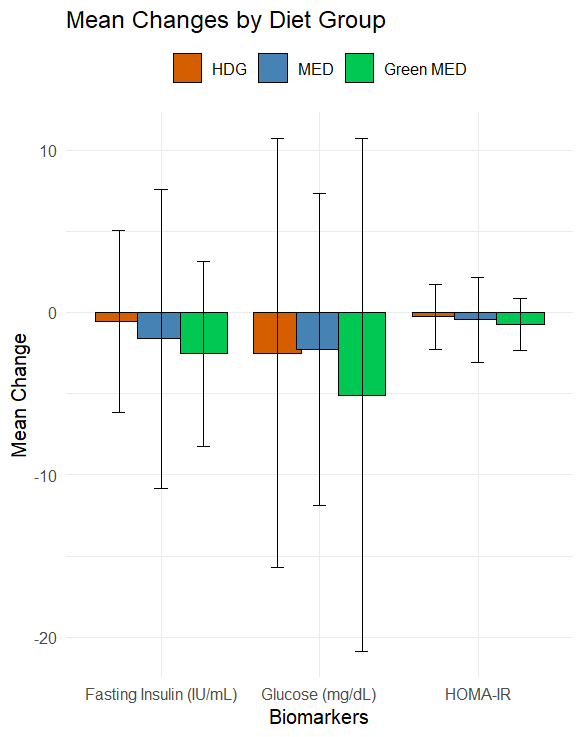 Mean Changes by Diet Group
HDG MED Green MED
10
0
-10
-20
Mean Change
Fasting Insulin (IU/mL) Glucose (mg/dL) HOMA-IR
Biomarkers